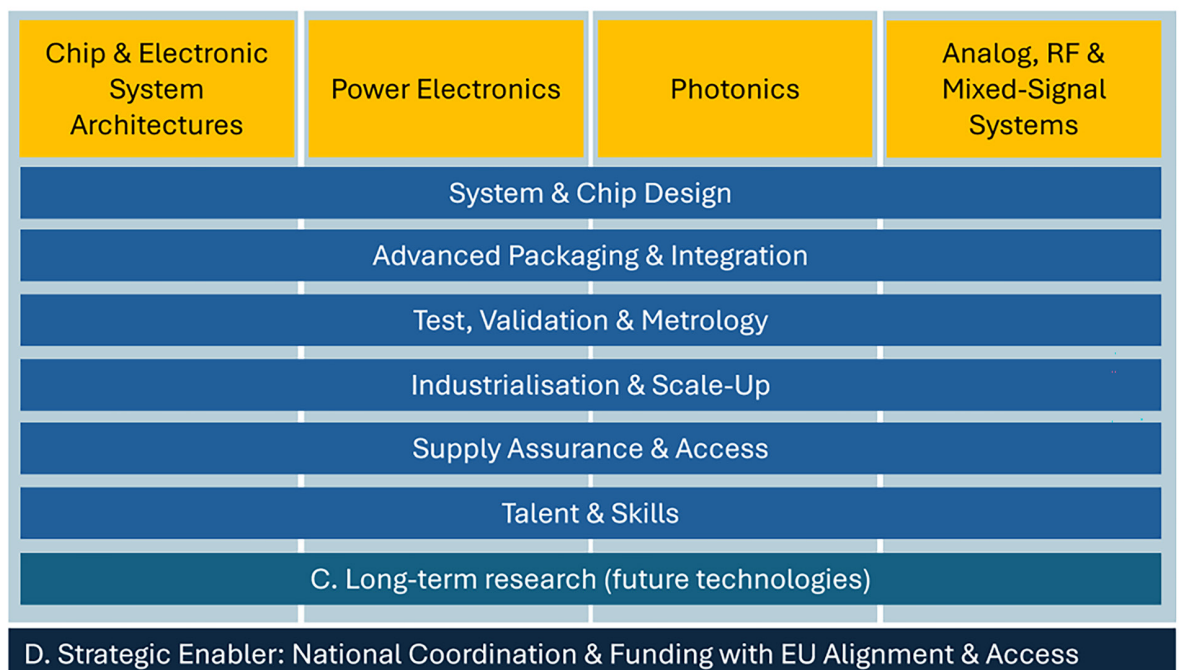 Chip & Electronic
System
Architectures
Power Electronics
Photonics
Analog, RF &
Mixed-Signal
Systems
System & Chip Design
Advanced Packaging & Integration
Test, Validation & Metrology
Industrialisation & Scale-Up
Supply Assurance & Access
Talent & Skills
C. Long-term research (future technologies)
D. Strategic Enabler: National Coordination & Funding with EU Alignment & Access